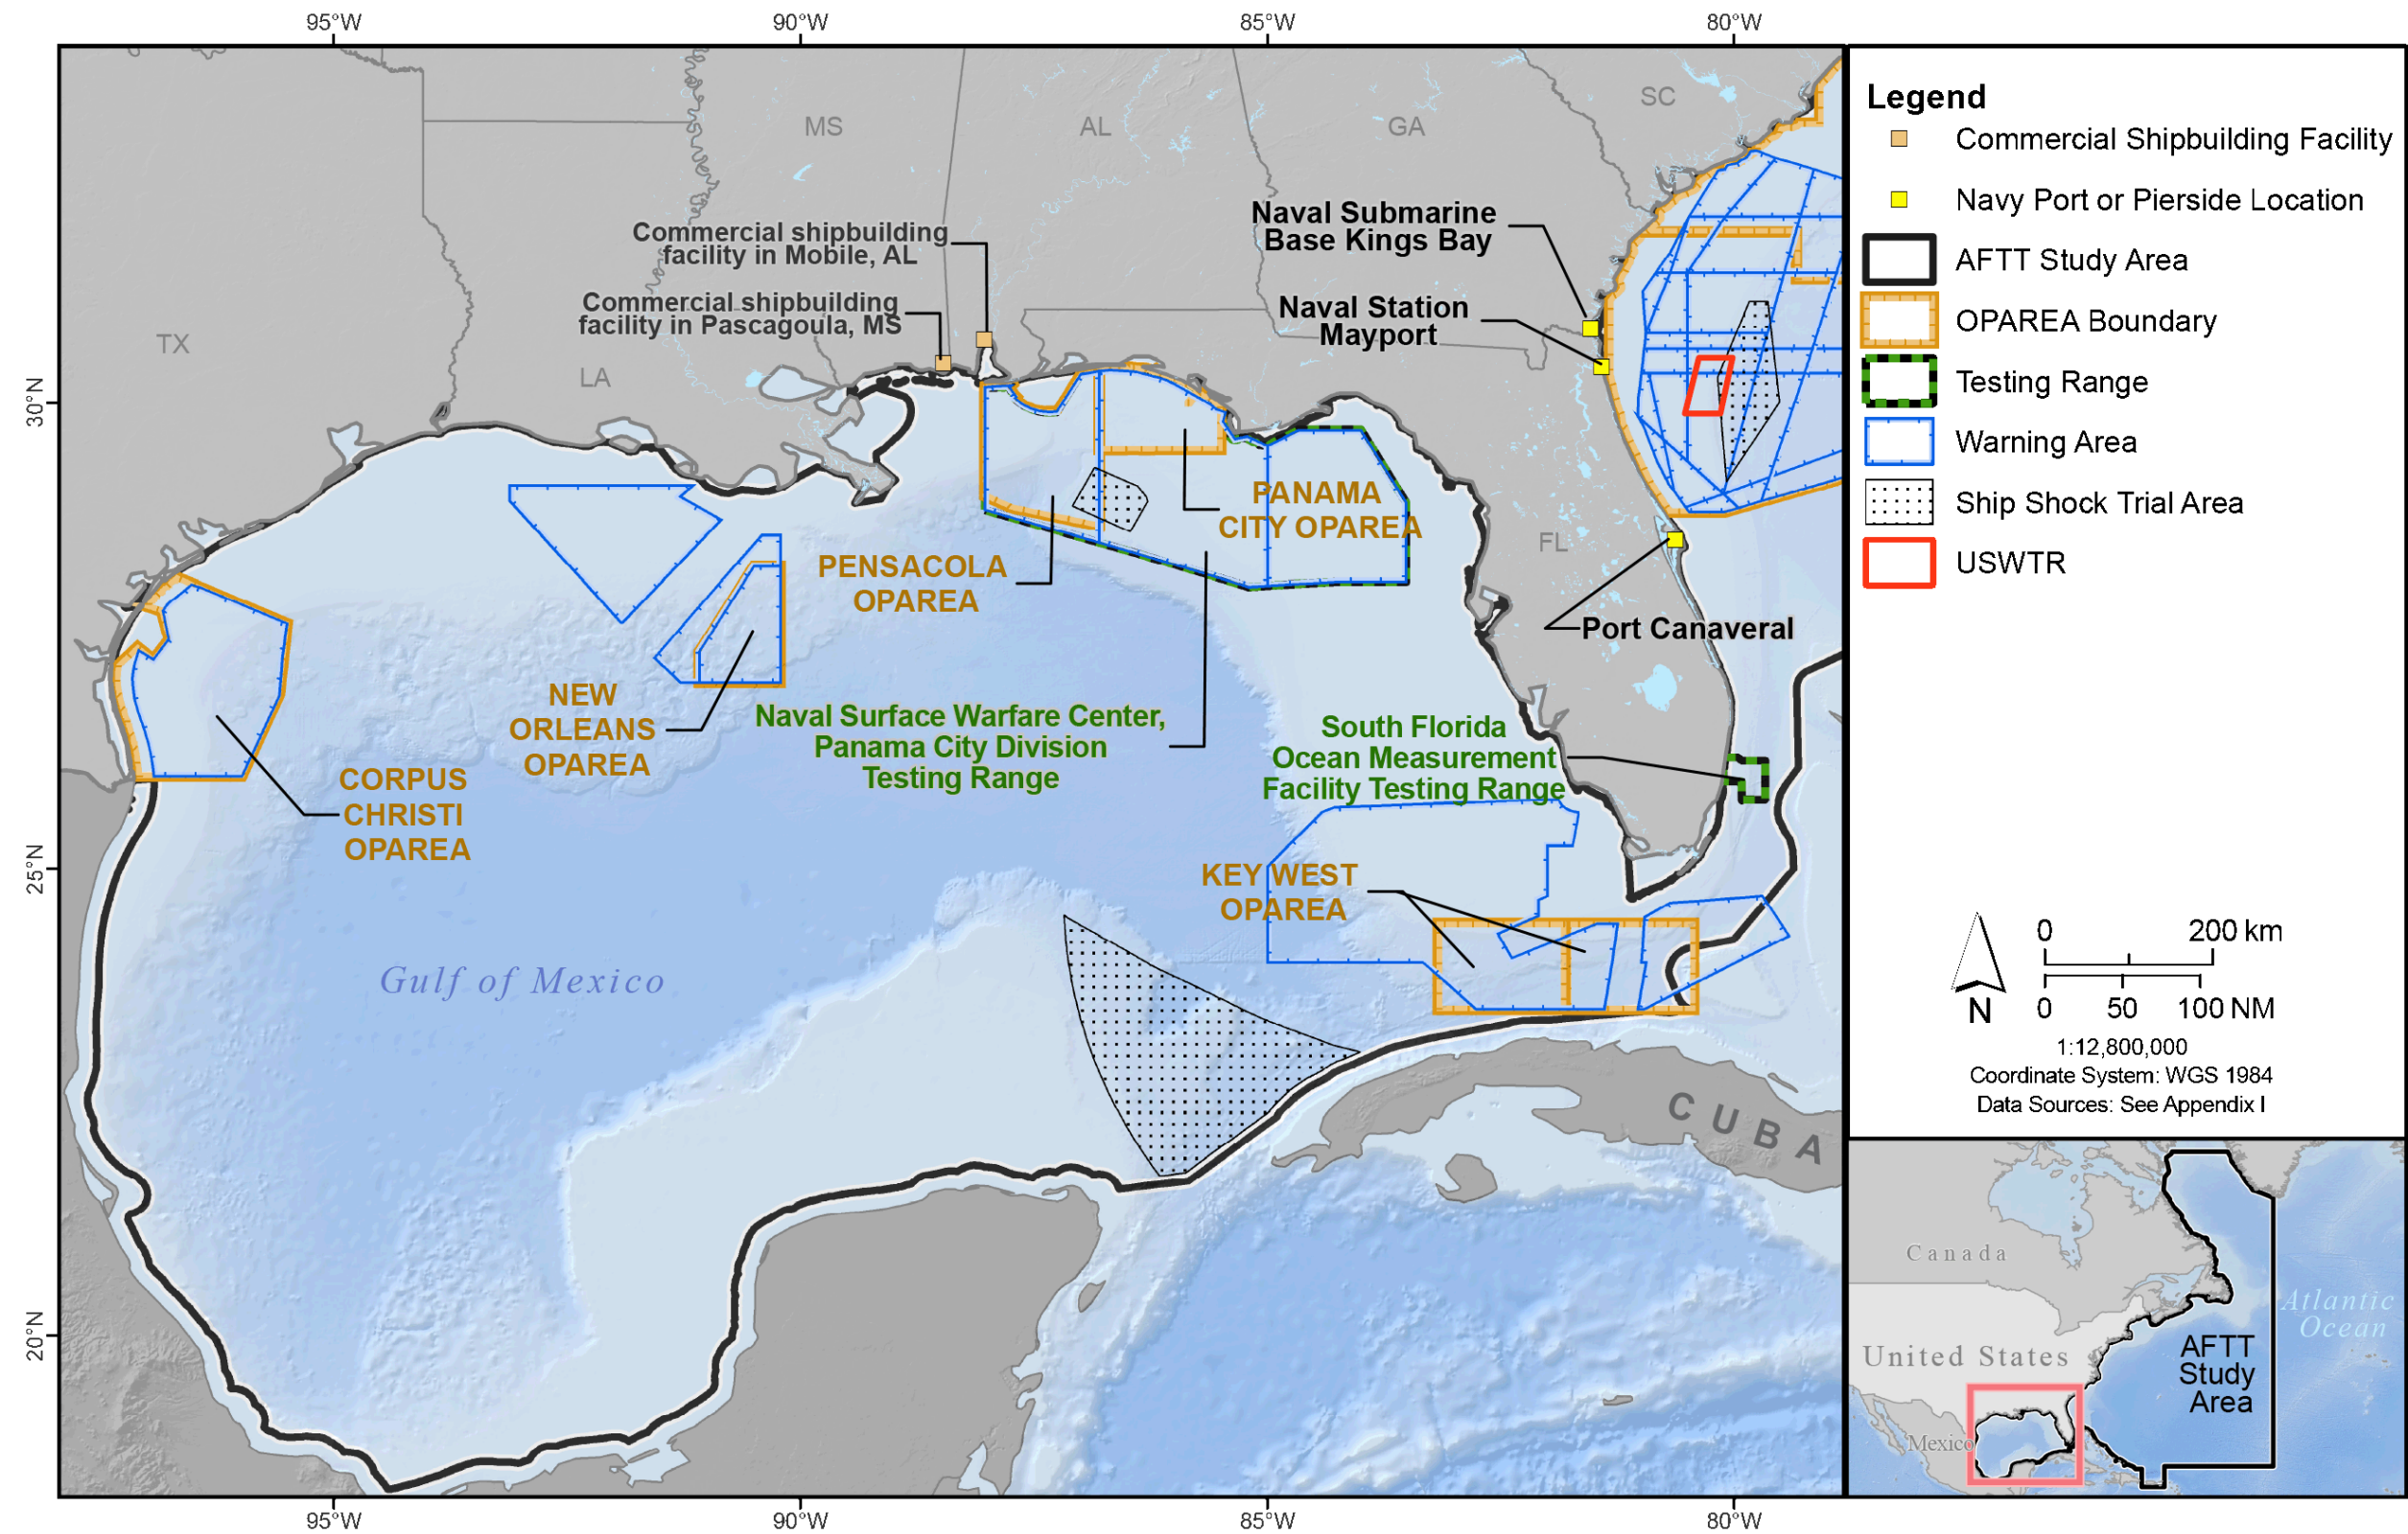 95°W
90°W
85°W
80°W
30°N
25°N
20°N
95°W
90°W
85°W
80°W
TX
LA
MS
AL
GA
SC
FL
Commercial shipbuilding
facility in Mobile, AL
Commercial shipbuilding
facility in Pascagoula, MS
Naval Submarine
Base Kings Bay
Naval Station
Mayport
Port Canaveral
PANAMA
CITY OPAREA
PENSACOLA
OPAREA
NEW
ORLEANS
OPAREA
CORPUS
CHRISTI
OPAREA
Naval Surface Warfare Center,
Panama City Division
Testing Range
South Florida
Ocean Measurement
Facility Testing Range
KEY WEST
OPAREA
Gulf of Mexico
CUBA
Legend
Commercial Shipbuilding Facility
Navy Port or Pierside Location
AFTT Study Area
OPAREA Boundary
Testing Range
Warning Area
Ship Shock Trial Area
USWTR
N
0 200 km
0 50 100 NM
1:12,800,000
Coordinate System: WGS 1984
Data Sources: See Appendix I
Canada
United States
Mexico
Atlantic
Ocean
AFTT
Study
Area